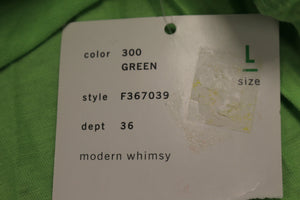 color 300 L
GREEN size
style F367039
dept 36
modern whimsy